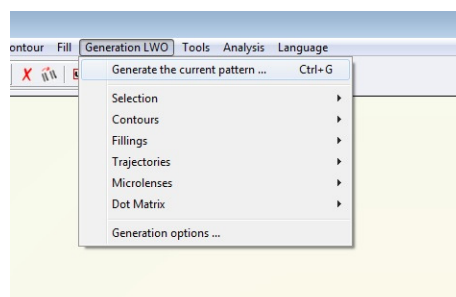 ontour Fill Generation LWO Tools Analysis Language
Generate the current pattern ... Ctrl+G
Selection
Contours
Fillings
Trajectories
Microlenses
Dot Matrix
Generation options ...